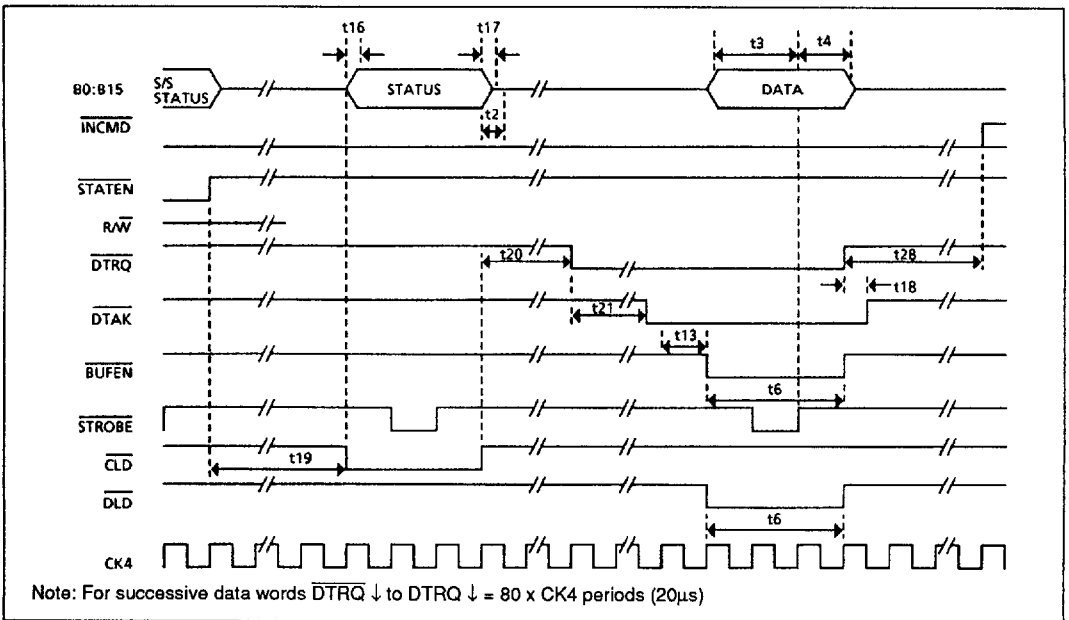 t16
t17
t3
t4
B0:B15
S/S STATUS
STATUS
DATA
t2
INCMD
STATEN
R/W
DTRQ
t20
t28
t18
DTAK
t21
t13
BUFEN
t6
STROBE
CLD
t19
DLD
t6
CK4
Note: For successive data words DTRQ ↓ to DTRQ ↓ = 80 x CK4 periods (20µs)